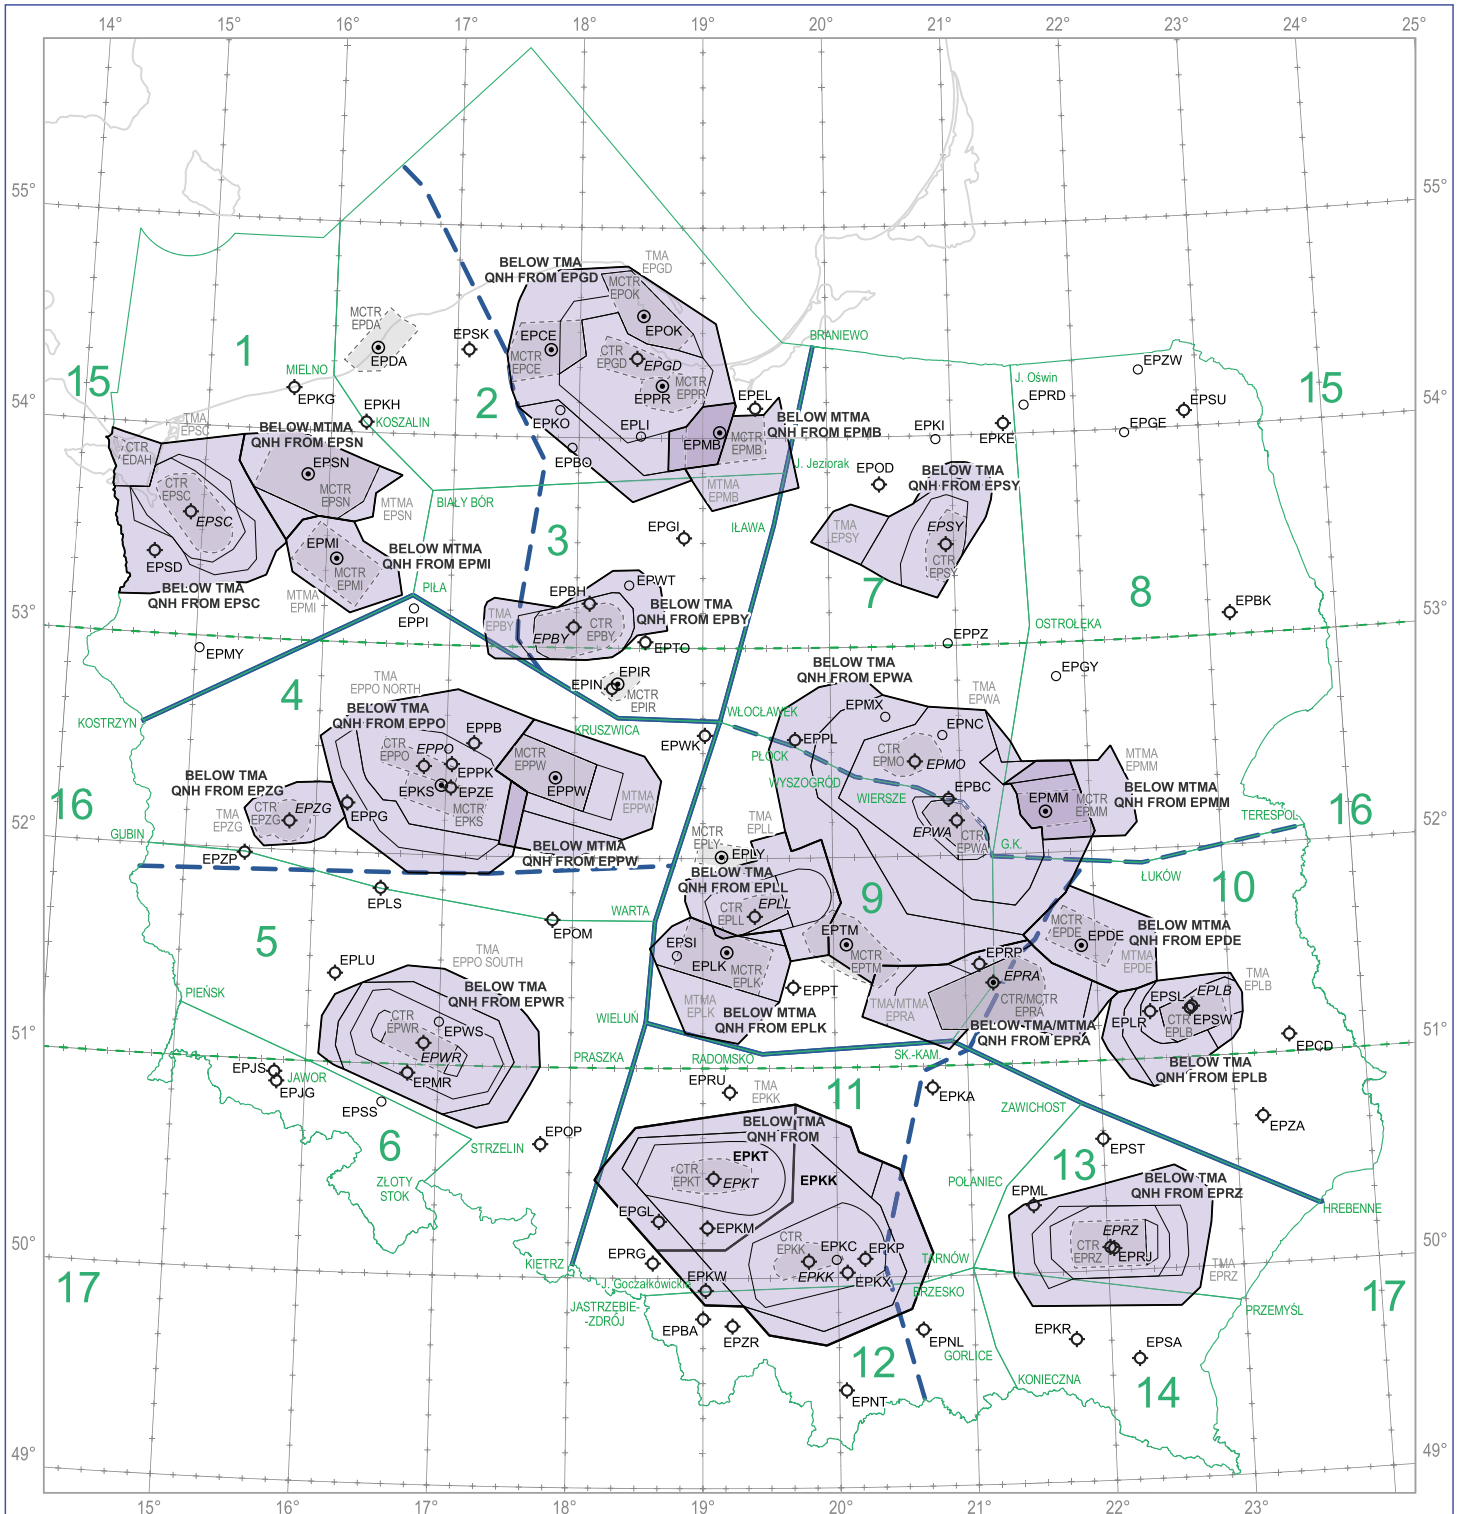 14°
15°
16°
17°
18°
19°
20°
21°
22°
23°
24°
25°
55°
55°
54°
54°
53°
53°
52°
52°
51°
51°
50°
50°
49°
49°
15°
16°
17°
18°
19°
20°
21°
22°
23°
BELOW TMA
QNH FROM EPGD
TMA
EPGD
MCTR
EPOK
EPOK
MCTR
EPDA
EPDA
EPSK
EPCE
MCTR
EPCE
CTR
EPGD
EPGD
MCTR
EPPR
EPPR
BRANIEWO
1
2
15
15
MIELNO
EPKG
EPKH
KOSZALIN
EPKO
EPLI
EPBO
EPEL
EPMB
MCTR
EPMB
MTMA
EPMB
BELOW MTMA
QNH FROM EPMB
J. Jeziorak
J. Oświn
EPRD
EPZW
EPSU
EPGE
EPKI
EPKE
EPOD
TMA
EPSC
CTR
EDAH
BELOW MTMA
QNH FROM EPSN
EPSN
MCTR
EPSN
MTMA
EPSN
CTR
EPSC
EPSC
EPSD
BELOW TMA
QNH FROM EPSC
EPMI
MCTR
EPMI
MTMA
EPMI
BELOW MTMA
QNH FROM EPMI
BIAŁY BÓR
PIŁA
EPPI
EPMY
3
EPGI
IŁAWA
BELOW TMA
QNH FROM EPSY
TMA
EPSY
EPSY
CTR
EPSY
7
8
EPBK
OSTROŁĘKA
EPPZ
EPGY
EPBH
EPWT
TMA
EPBY
EPBY
CTR
EPBY
BELOW TMA
QNH FROM EPBY
EPTO
EPIR
EPIN
MCTR
EPIR
KRUSZWICA
4
KOSTRZYN
TMA
EPPO NORTH
BELOW TMA
QNH FROM EPPO
CTR
EPPO
EPPO
EPPB
EPPK
EPKS
EPZE
MCTR
EPKS
EPPG
MCTR
EPPW
EPPW
MTMA
EPPW
BELOW MTMA
QNH FROM EPPW
BELOW TMA
QNH FROM EPZG
TMA
EPZG
CTR
EPZG
EPZG
16
16
GUBIN
EPZP
EPWK
WŁOCŁAWEK
PŁOCK
WYSZOGRÓD
WIERSZE
BELOW TMA
QNH FROM EPWA
TMA
EPWA
EPMX
EPPL
EPNC
CTR
EPMO
EPMO
EPBC
EPWA
CTR
EPWA
G.K.
EPMM
MCTR
EPMM
MTMA
EPMM
BELOW MTMA
QNH FROM EPMM
TERESPOL
ŁUKÓW
MCTR
EPLY
EPLY
TMA
EPLL
BELOW TMA
QNH FROM EPLL
CTR
EPLL
EPLL
9
10
EPLS
EPOM
WARTA
5
EPLU
TMA
EPPO SOUTH
BELOW TMA
QNH FROM EPWR
CTR
EPWR
EPWS
EPWR
EPMR
PIEŃSK
EPSI
EPLK
MCTR
EPLK
MTMA
EPLK
BELOW MTMA
QNH FROM EPLK
EPPT
EPTM
MCTR
EPTM
MCTR
EPDE
EPDE
MTMA
EPDE
BELOW MTMA
QNH FROM EPDE
EPRP
EPRA
CTR/MCTR
EPRA
TMA/MTMA
EPRA
BELOW TMA/MTMA
QNH FROM EPRA
EPSL
EPLB
EPLR
EPSW
CTR
EPLB
TMA
EPLB
BELOW TMA
QNH FROM EPLB
EPCD
WIELUŃ
PRASZKA
RADOMSKO
SK.-KAM.
EPJS
JAWOR
EPJG
EPSS
6
STRZELIN
EPOP
ZŁOTY
STOK
EPRU
TMA
EPKK
11
EPKA
ZAWICHOST
EPZA
EPST
13
BELOW TMA
QNH FROM
EPKT
EPKK
CTR
EPKT
EPKT
EPGL
EPKM
EPRG
CTR
EPKK
EPKK
EPKC
EPKP
EPKX
EPKW
KIETRZ
J. Goczałkowickie
JASTRZĘBIE-
-ZDRÓJ
EPBA
EPZR
12
EPNT
EPNL
TARNÓW
BRZESKO
GORLICE
KONIECZNA
POŁANIEC
EPML
BELOW TMA
QNH FROM EPRZ
EPRZ
CTR
EPRZ
EPRJ
TMA
EPRZ
HREBENNE
PRZEMYŚL
EPKR
EPSA
14
17
17